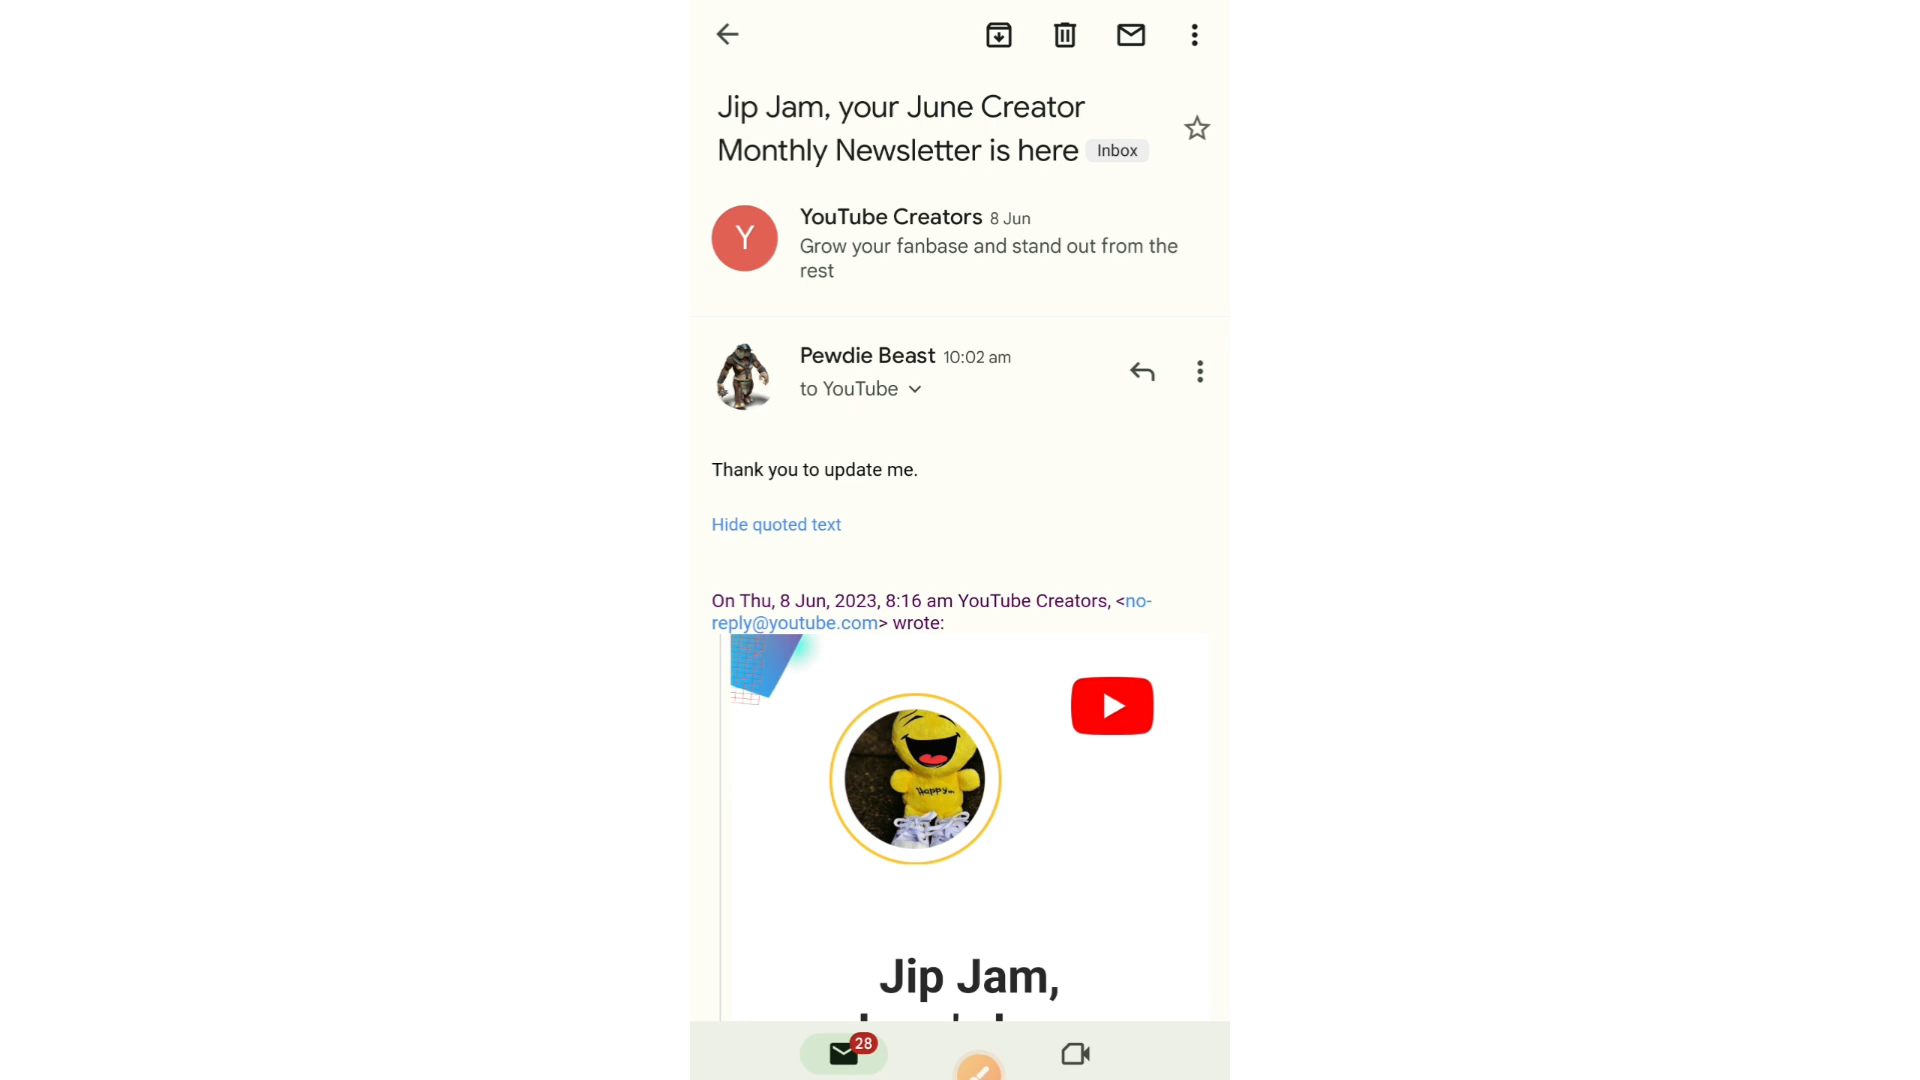 Jip Jam, your June Creator
Monthly Newsletter is here Inbox
Y
YouTube Creators 8 Jun
Grow your fanbase and stand out from the
rest
Pewdie Beast 10:02 am
to YouTube
Thank you to update me.
Hide quoted text
On Thu, 8 Jun, 2023, 8:16 am YouTube Creators, <no-
reply@youtube.com> wrote:
Happy...
Jip Jam,
28